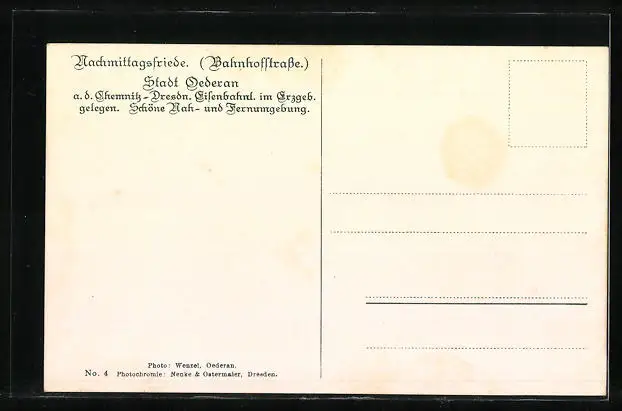 Nachmittagsfriede. (Bahnhofstraße.)
Stadt Oederan
a. d. Chemnitz-Dresdn. Eisenbahnl. im Erzgeb.
gelegen. Schöne Nah- und Fernumgebung.
Photo: Wenzel, Oederan.
No. 4 Photochromie: Nenke & Ostermaier, Dresden.